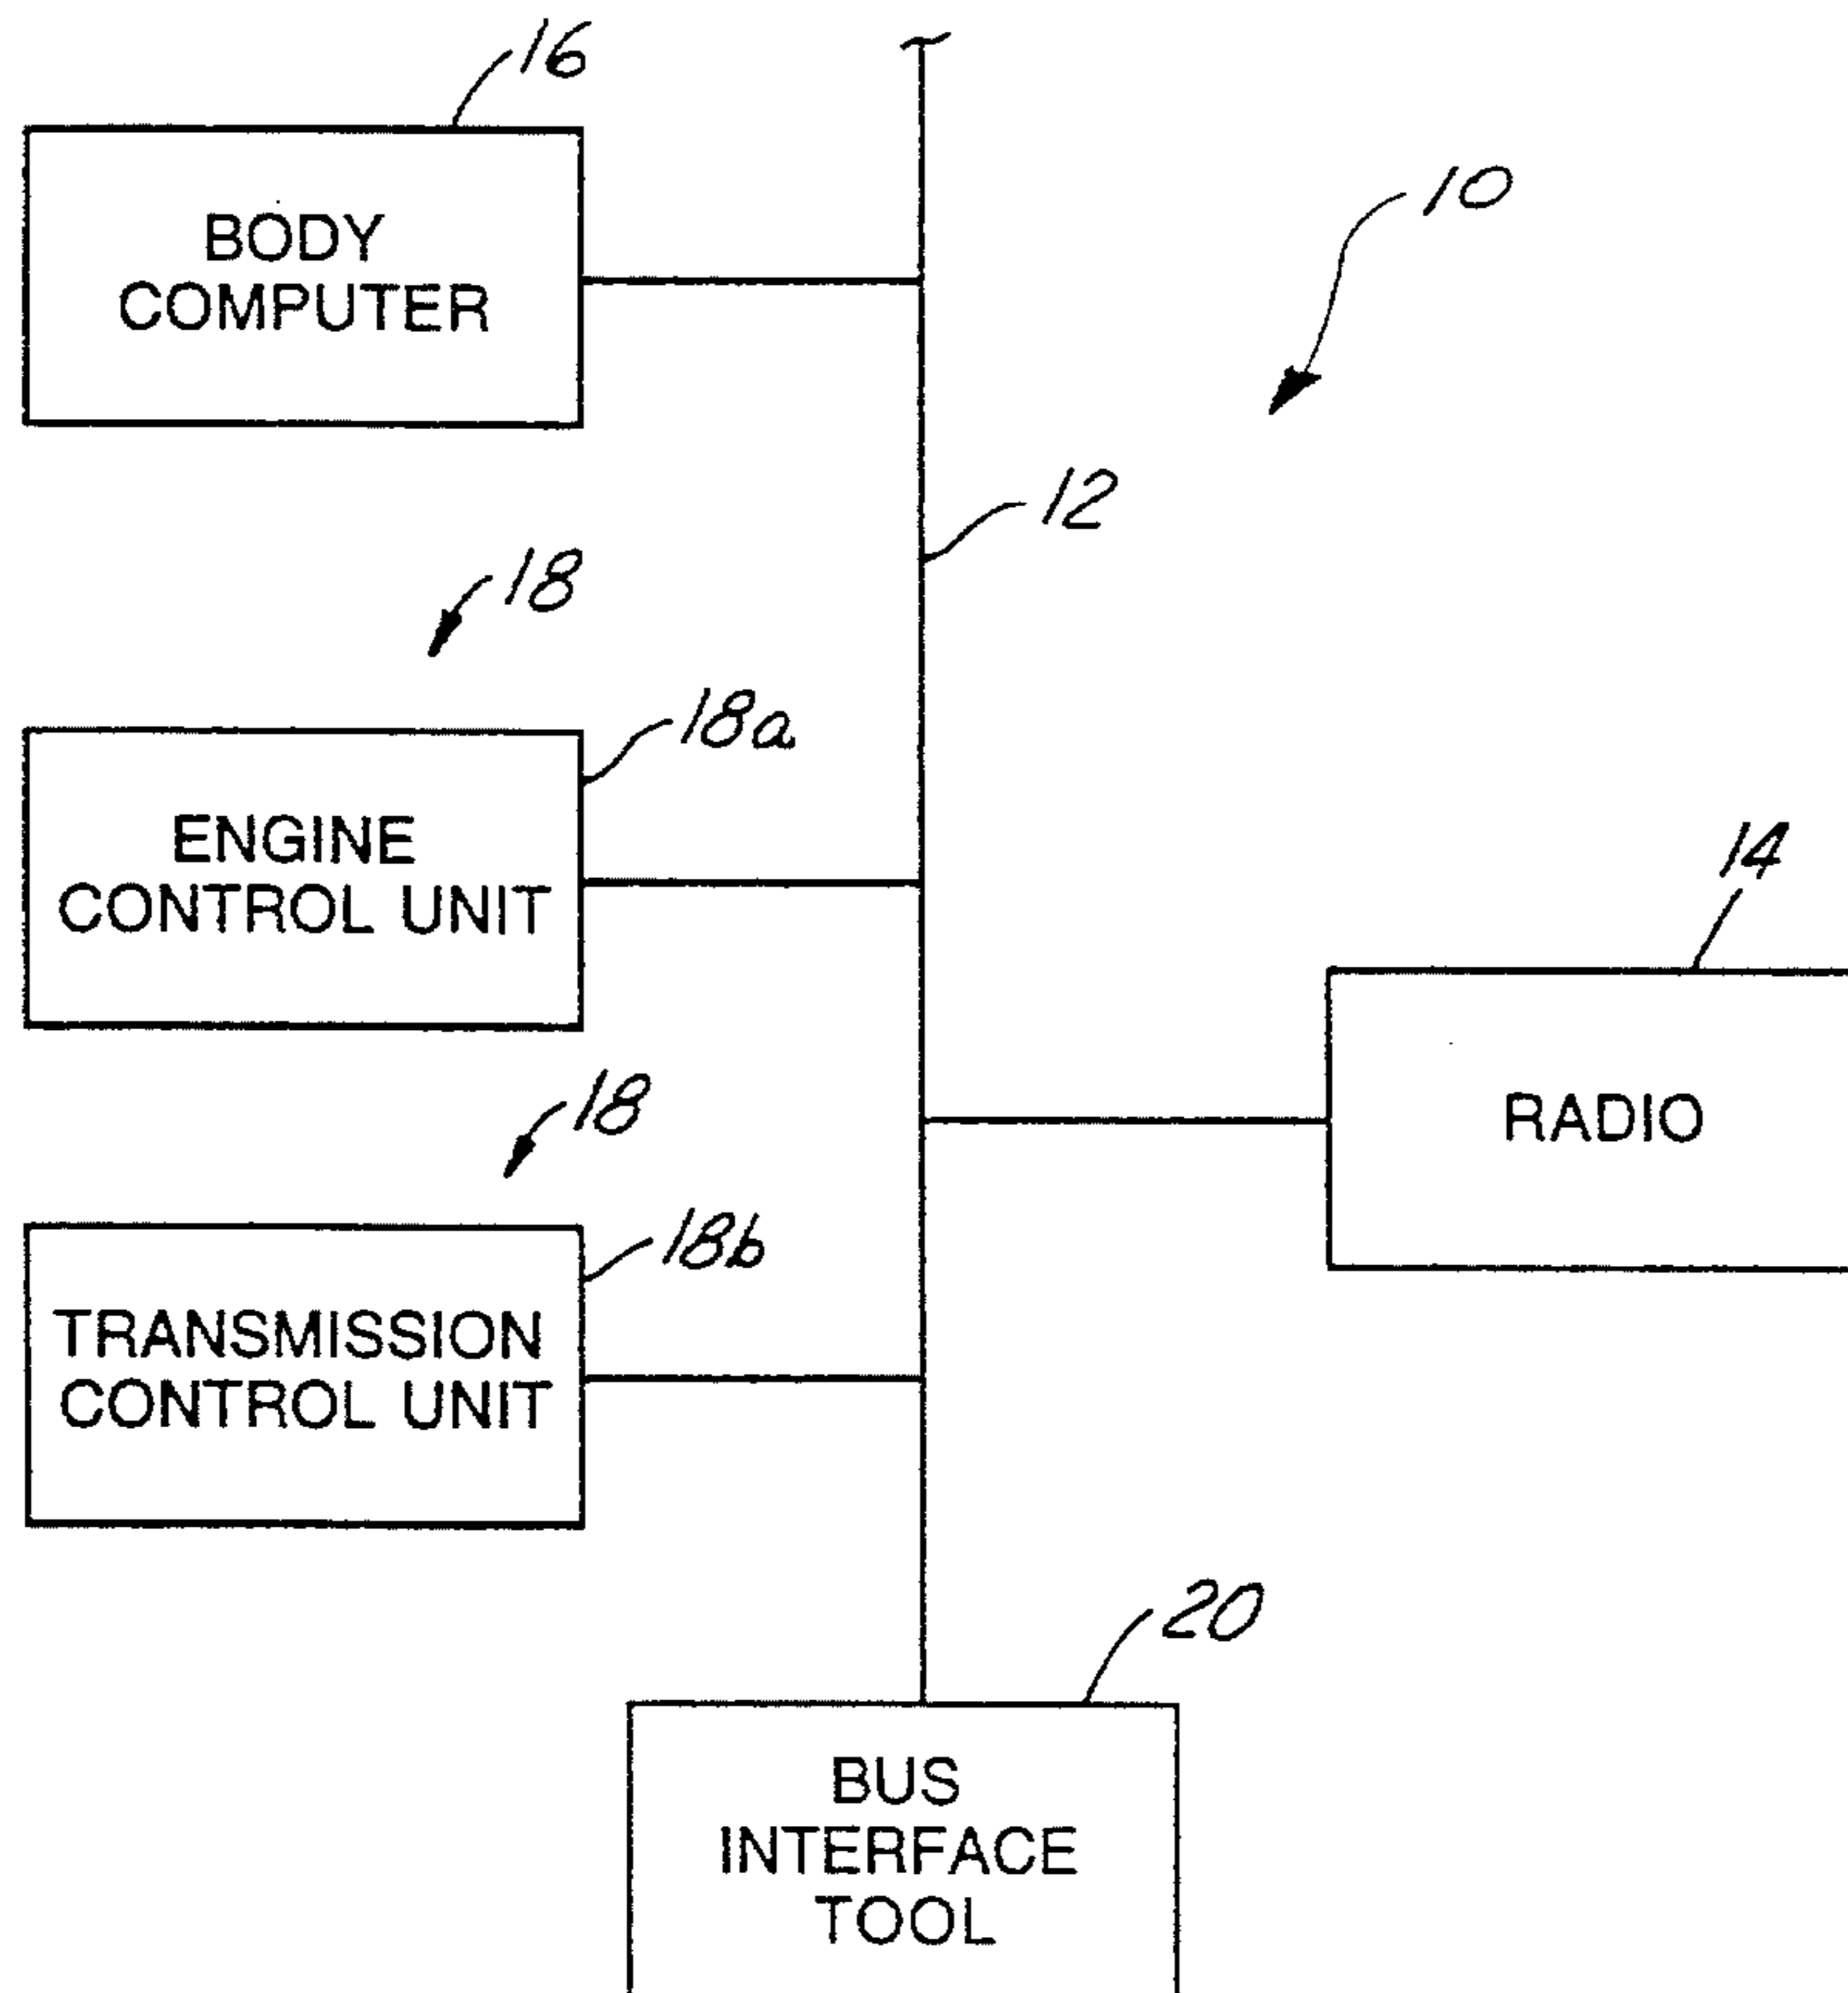 16
BODY
COMPUTER
10
12
18
18a
ENGINE
CONTROL UNIT
14
RADIO
18
18b
TRANSMISSION
CONTROL UNIT
20
BUS
INTERFACE
TOOL